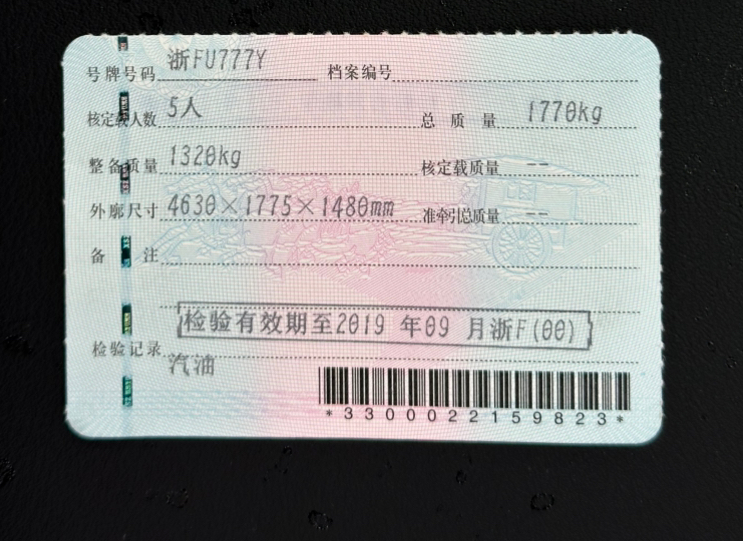 号牌号码 浙FU777Y 档案编号
核定载人数 5人 总质量 1770kg
整备质量 1320kg 核定载质量 --
外廓尺寸 4630×1775×1480mm 准牵引总质量 --
备注
检验有效期至2019 年09 月浙F(00)
检验记录
汽油
*3300022159823*